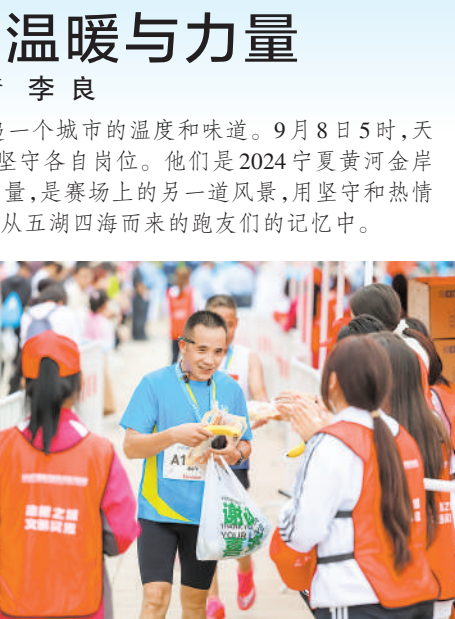 温暖与力量
李 良
一个城市的温度和味道。9月8日5时,天
坚守各自岗位。他们是2024宁夏黄河金岸
量,是赛场上的另一道风景,用坚守和热情
从五湖四海而来的跑友们的记忆中。
A1
谢
YOUR